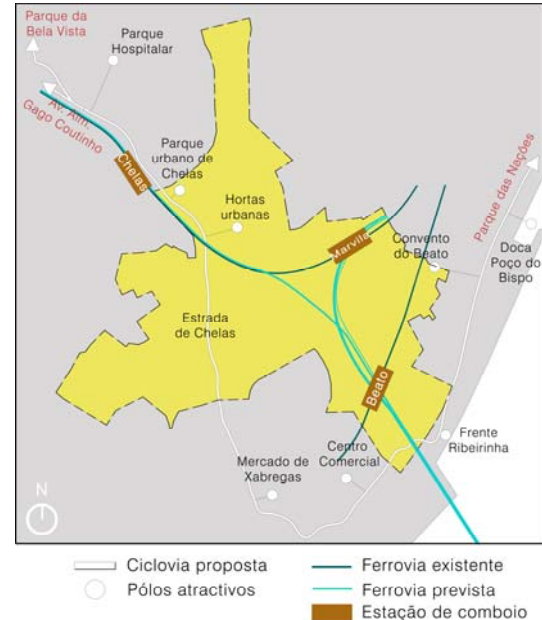 Parque da
Bela Vista
Parque
Hospitalar
Av. Alm.
Gago Coutinho
Chelas
Parque
urbano de
Chelas
Hortas
urbanas
Parque das Nações
Marvila
Convento
do Beato
Doca
Poço do
Bispo
Estrada
de Chelas
Beato
Frente
Ribeirinha
Centro
Comercial
Mercado de
Xabregas
N
Ciclovia proposta
Pólos atractivos
Ferrovia existente
Ferrovia prevista
Estação de comboio